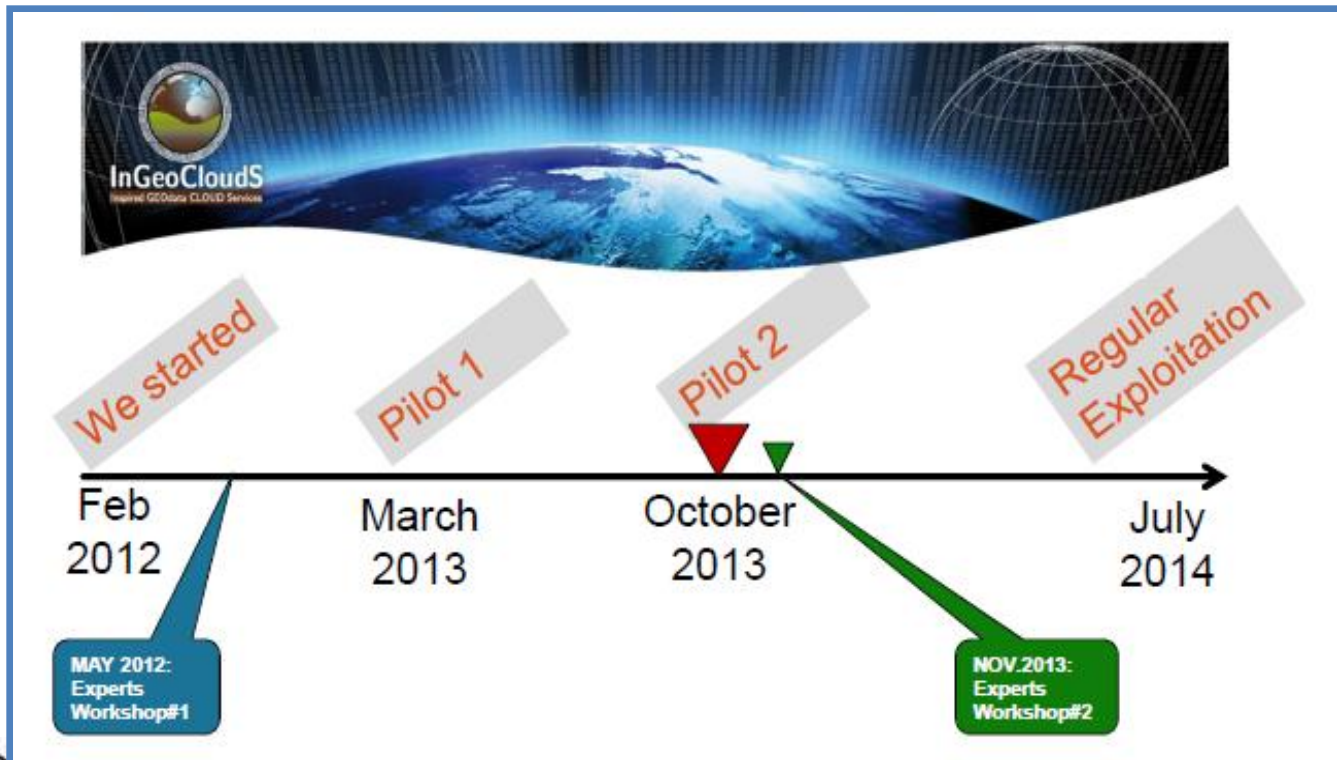 InGeoCloudS
Inspired GEOdata CLOUD Services
We started
Pilot 1
Pilot 2
Regular
Exploitation
Feb
2012
March
2013
October
2013
July
2014
MAY 2012:
Experts
Workshop#1
NOV.2013:
Experts
Workshop#2